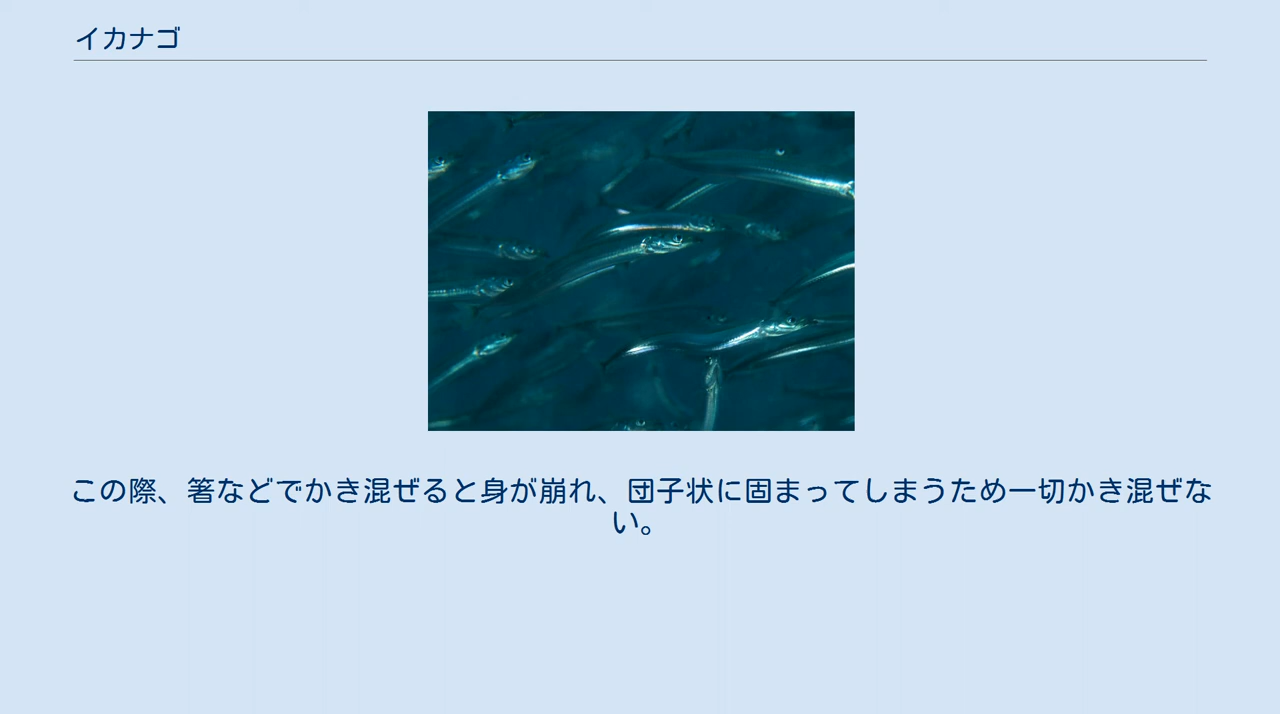 イカナゴ
この際、箸などでかき混ぜると身が崩れ、団子状に固まってしまうため一切かき混ぜな
い。